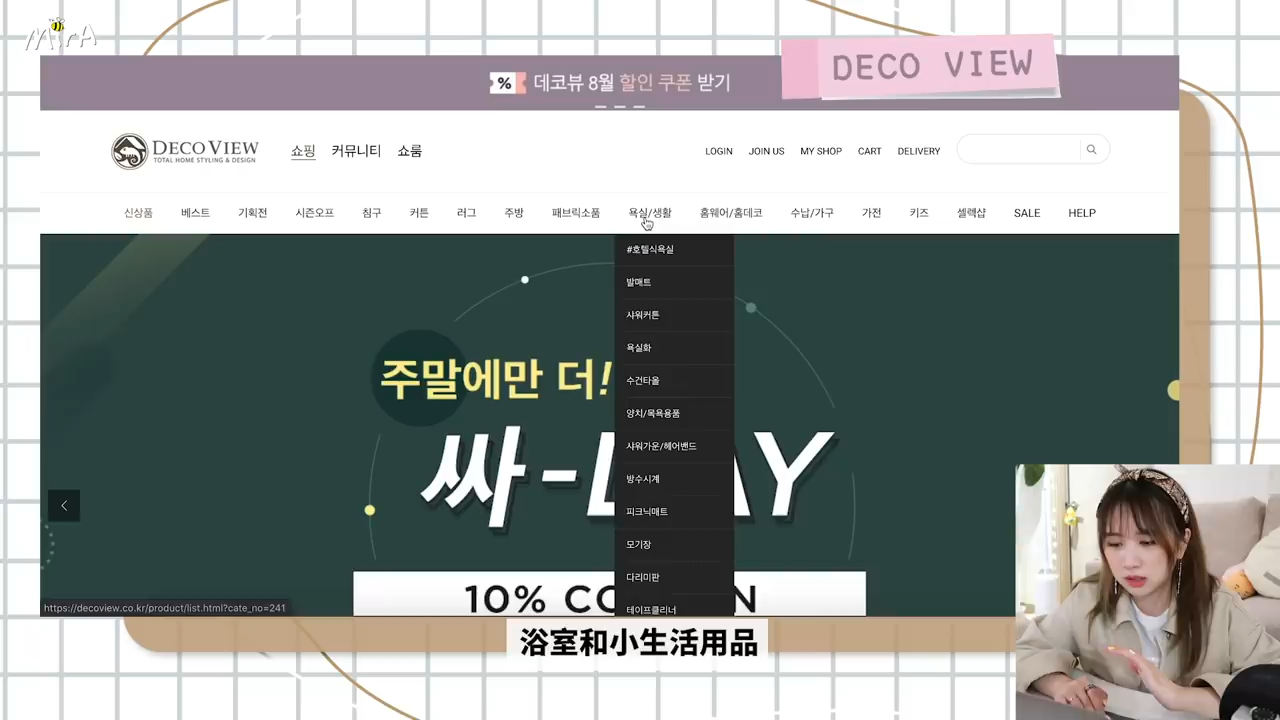 MirA
DECO VIEW
% 데코뷰 8월 할인 쿠폰 받기
DECO VIEW
TOTAL HOME STYLING & DESIGN
쇼핑 커뮤니티 쇼룸
LOGIN JOIN US MY SHOP CART DELIVERY
신상품 베스트 기획전 시즌오프 침구 커튼 러그 주방 패브릭소품 욕실/생활 홈웨어/홈데코 수납/가구 가전 키즈 셀렉샵 SALE HELP
#호텔식욕실
발매트
샤워커튼
욕실화
수건타올
양치/목욕용품
샤워가운/헤어밴드
방수시계
피크닉매트
모기장
다리미판
테이프클리너
주말에만 더!
싸-DAY
10% CO N
https://decoview.co.kr/product/list.html?cate_no=241
浴室和小生活用品